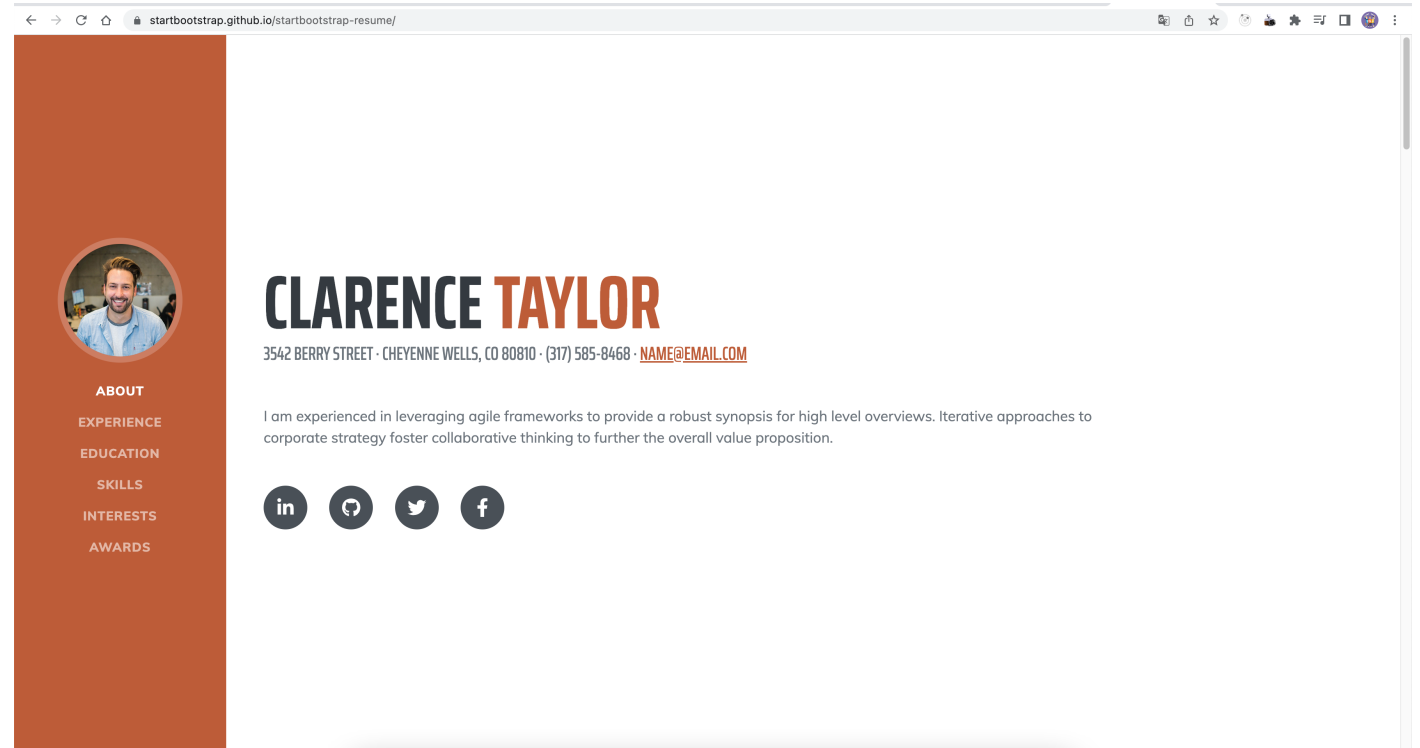 startbootstrap.github.io/startbootstrap-resume/
CLARENCE TAYLOR
3542 BERRY STREET · CHEYENNE WELLS, CO 80810 · (317) 585-8468 · NAME@EMAIL.COM
ABOUT
EXPERIENCE
EDUCATION
SKILLS
INTERESTS
AWARDS
I am experienced in leveraging agile frameworks to provide a robust synopsis for high level overviews. Iterative approaches to
corporate strategy foster collaborative thinking to further the overall value proposition.
in